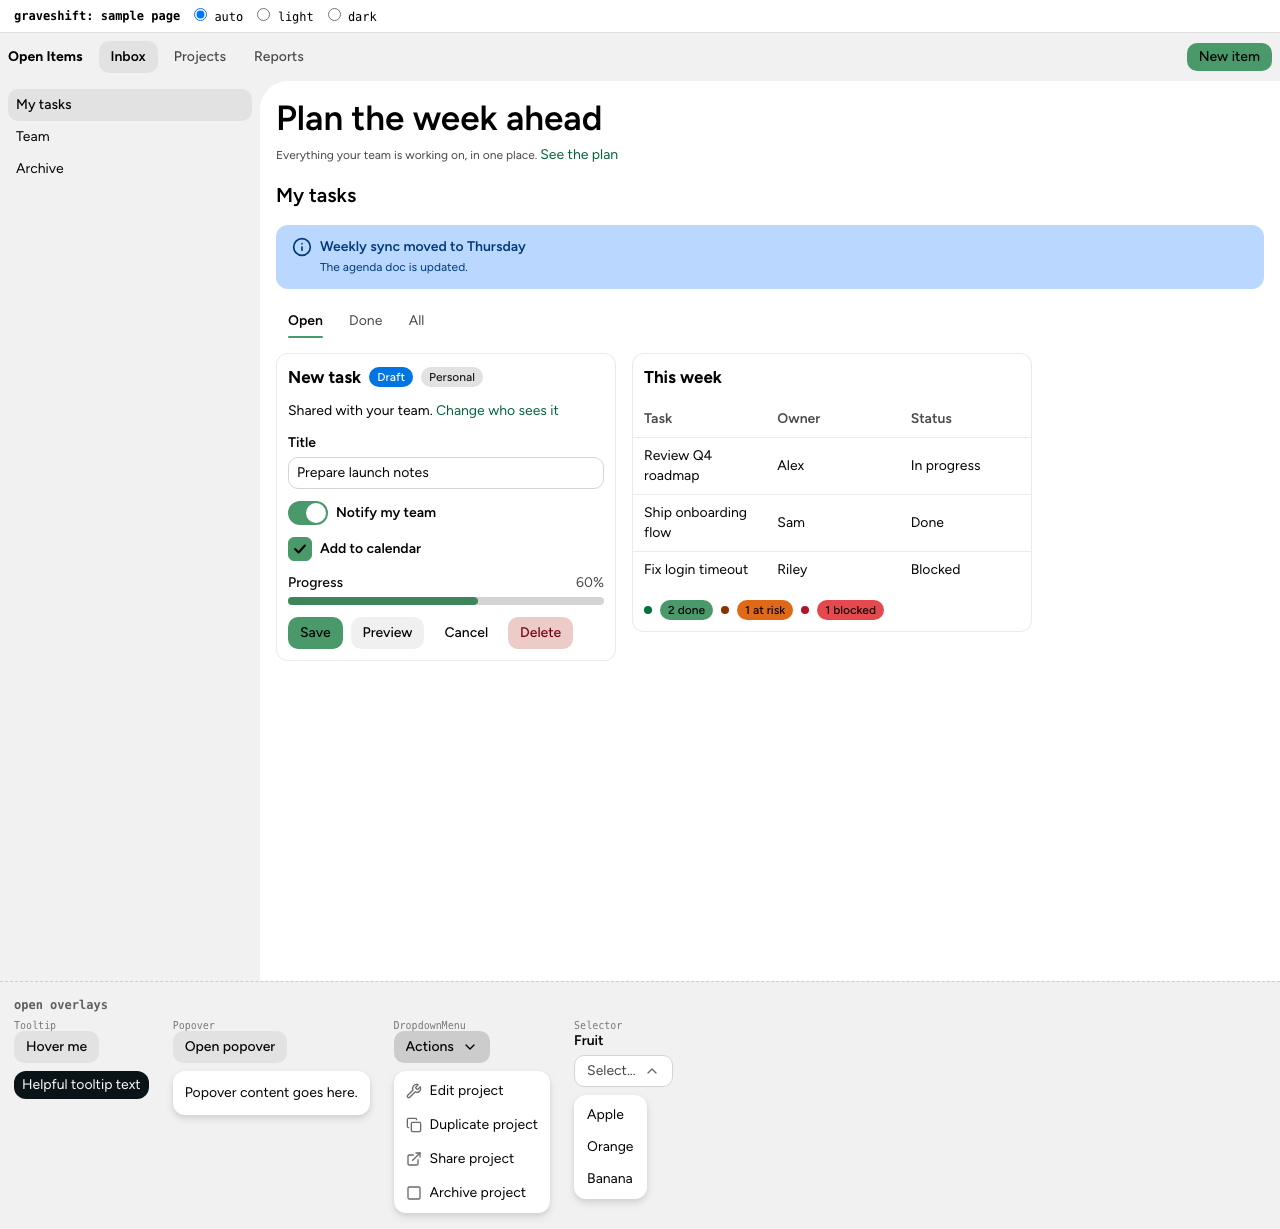 graveshift: sample page auto light dark
Open Items Inbox Projects Reports New item
My tasks
Team
Archive
Plan the week ahead
Everything your team is working on, in one place. See the plan
My tasks
Weekly sync moved to Thursday
The agenda doc is updated.
Open Done All
New task Draft Personal
Shared with your team. Change who sees it
Title
Prepare launch notes
Notify my team
Add to calendar
Progress 60%
Save Preview Cancel Delete
This week
Task Owner Status
Review Q4
roadmap
Alex In progress
Ship onboarding
flow
Sam Done
Fix login timeout Riley Blocked
2 done 1 at risk 1 blocked
open overlays
Tooltip
Hover me
Helpful tooltip text
Popover
Open popover
Popover content goes here.
DropdownMenu
Actions
Edit project
Duplicate project
Share project
Archive project
Selector
Fruit
Select...
Apple
Orange
Banana